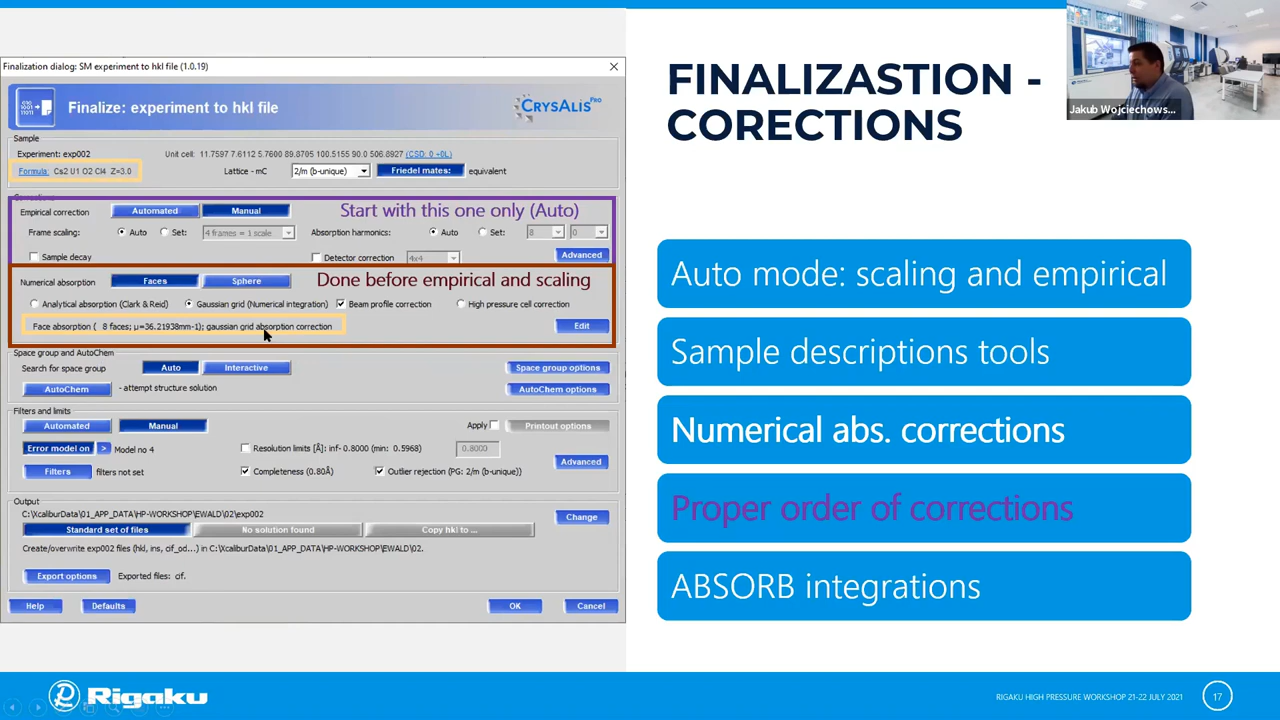 Finalization dialog: SM experiment to hkl file (1.0.19)
Finalize: experiment to hkl file
CRYSALIS PRO
Sample
Experiment: exp002
Unit cell: 11.7597 7.6112 5.7600 89.8705 100.5155 90.0 506.8927 (CSD: 0 +0L)
Formula: Cs2 U1 O2 Cl4 Z=3.0
Lattice - mC
2/m (b-unique)
Friedel mates:
equivalent
Corrections
Empirical correction
Automated
Manual
Start with this one only (Auto)
Frame scaling:
Auto
Set:
4 frames = 1 scale
Absorption harmonics:
Auto
Set:
8
0
Sample decay
Detector correction
4x4
Advanced
Numerical absorption
Faces
Sphere
Done before empirical and scaling
Analytical absorption (Clark & Reid)
Gaussian grid (Numerical integration)
Beam profile correction
High pressure cell correction
Face absorption ( 8 faces; μ=36.21938mm-1); gaussian grid absorption correction
Edit
Space group and AutoChem
Search for space group
Auto
Interactive
Space group options
AutoChem
- attempt structure solution
AutoChem options
Filters and limits
Automated
Manual
Apply
Printout options
Error model on
>
Model no 4
Resolution limits [Å]: inf- 0.8000 (min: 0.5968)
0.8000
Advanced
Filters
filters not set
Completeness (0.80Å)
Outlier rejection (PG: 2/m (b-unique))
Output
C:\XcaliburData\01_APP_DATA\HP-WORKSHOP\EWALD\02\exp002
Change
Standard set of files
No solution found
Copy hkl to ...
Create/overwrite exp002 files (hkl, ins, cif_od...) in C:\XcaliburData\01_APP_DATA\HP-WORKSHOP\EWALD\02.
Export options
Exported files: cif.
Help
Defaults
OK
Cancel
FINALIZASTION -
CORECTIONS
Jakub Wojciechows...
Auto mode: scaling and empirical
Sample descriptions tools
Numerical abs. corrections
Proper order of corrections
ABSORB integrations
Rigaku
RIGAKU HIGH PRESSURE WORKSHOP 21-22 JULY 2021
17